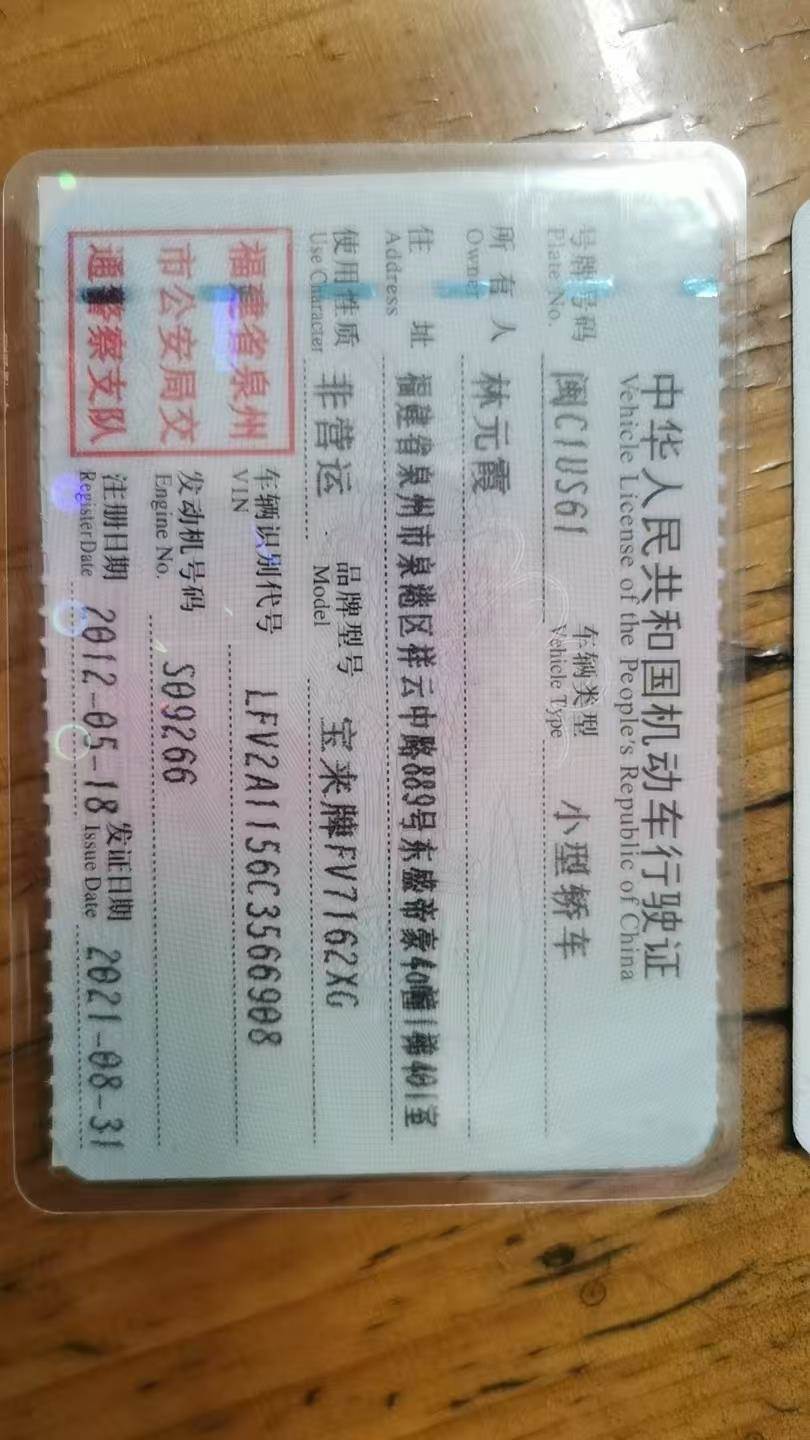 中华人民共和国机动车行驶证
Vehicle License of the People's Republic of China
号牌号码 闽C1US61 车辆类型 小型轿车
Plate No. Vehicle Type
所有人 林元霞
Owner
住址 福建省泉州市泉港区祥云中路889号东盛帝豪40幢1梯401室
Address
使用性质 非营运 品牌型号 宝来牌FV7162XG
Use Character Model
福建省泉州
市公安局交
通警察支队
车辆识别代号 LFV2A1156C3566908
VIN
发动机号码 S09266
Engine No.
注册日期 2012-05-18 发证日期 2021-08-31
Register Date Issue Date